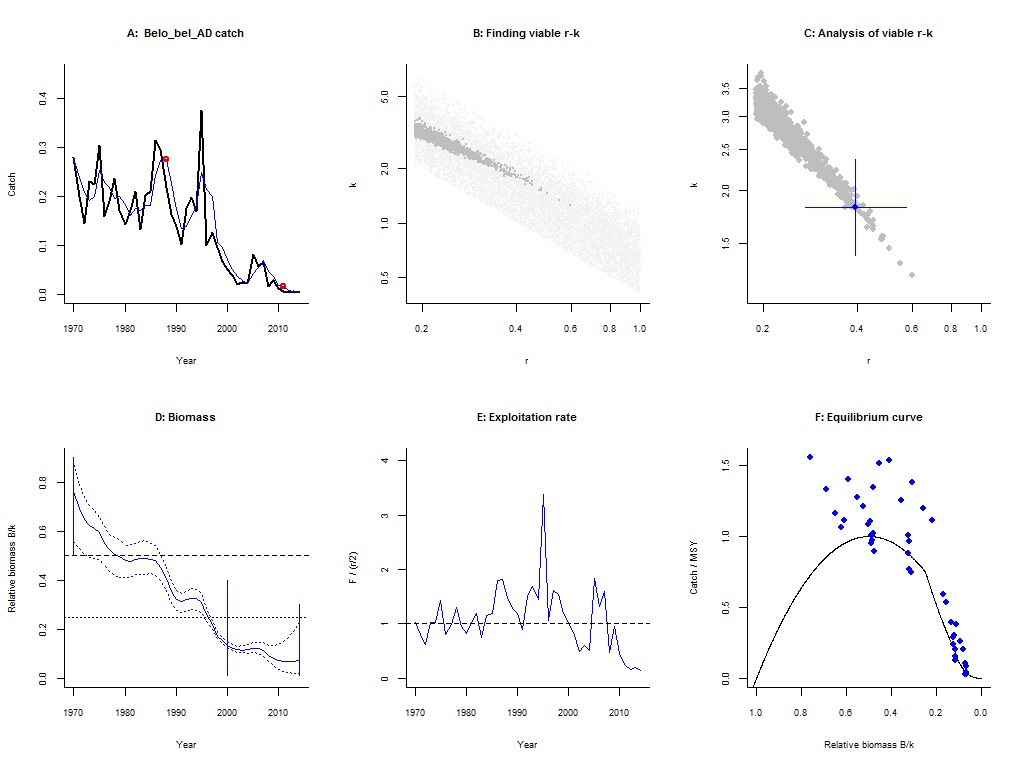 A:  Belo_bel_AD catch
B: Finding viable r-k
C: Analysis of viable r-k
Catch
0.0 0.1 0.2 0.3 0.4
1970 1980 1990 2000 2010
Year
k
0.5 1.0 2.0 5.0
0.2 0.4 0.6 0.8 1.0
r
k
1.5 2.0 2.5 3.0 3.5
0.2 0.4 0.6 0.8 1.0
r
D: Biomass
E: Exploitation rate
F: Equilibrium curve
Relative biomass B/k
0.0 0.2 0.4 0.6 0.8
1970 1980 1990 2000 2010
Year
F / (r/2)
0 1 2 3 4
1970 1980 1990 2000 2010
Year
Catch / MSY
0.0 0.5 1.0 1.5
1.0 0.8 0.6 0.4 0.2 0.0
Relative biomass B/k